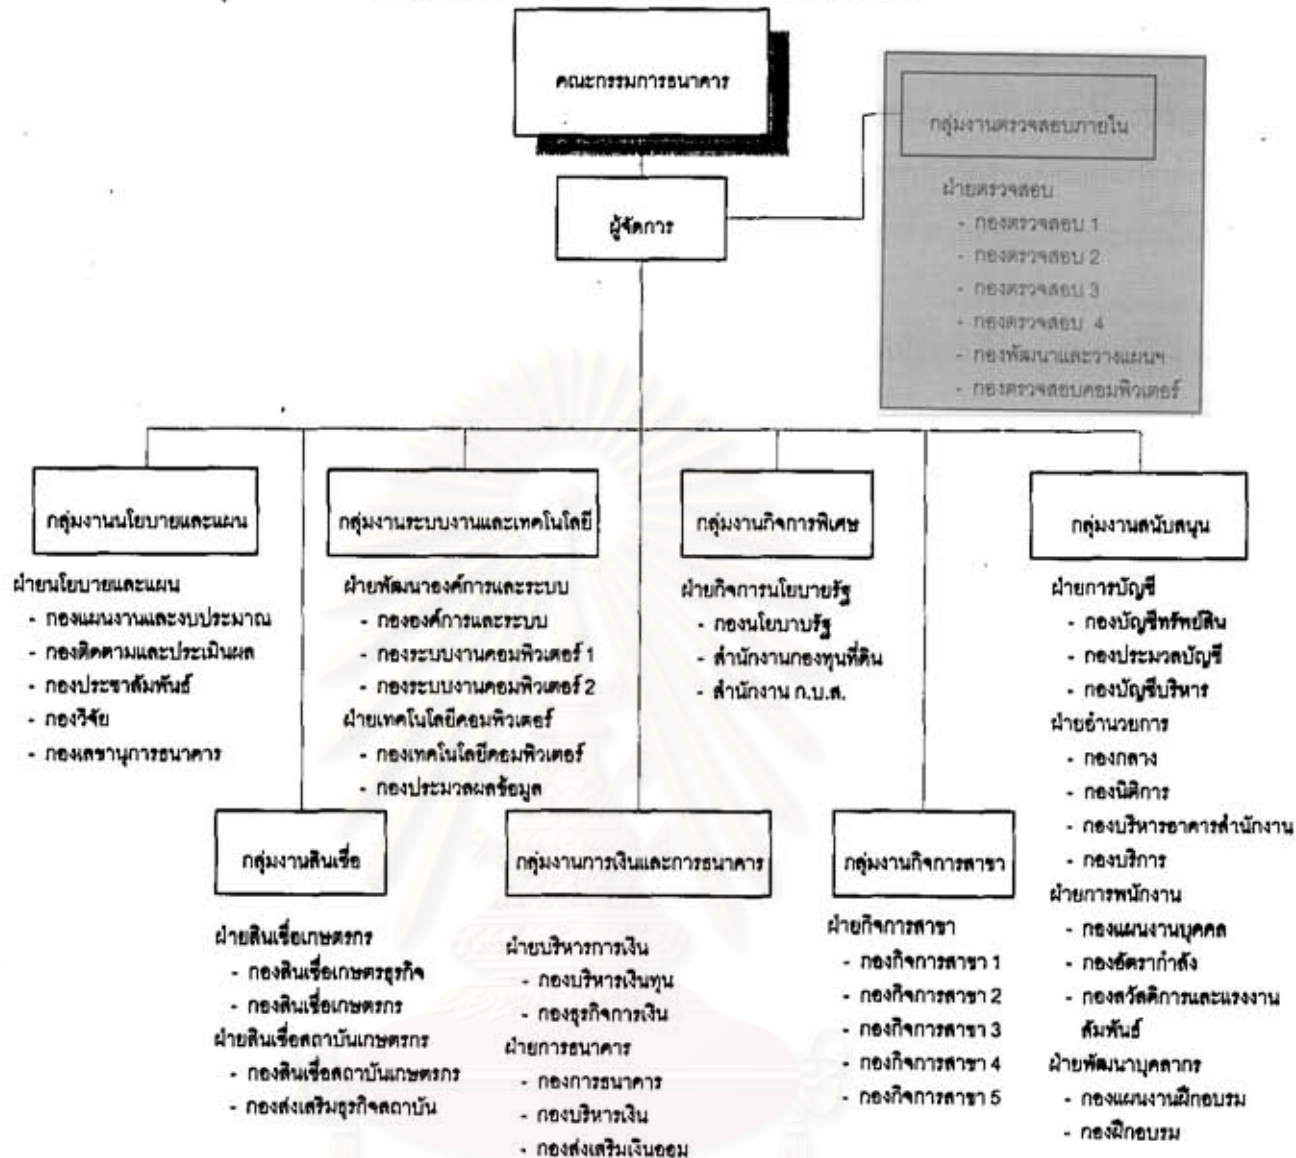 คณะกรรมการธนาคาร
กลุ่มงานตรวจสอบภายใน
ฝ่ายตรวจสอบ
- กองตรวจสอบ 1
- กองตรวจสอบ 2
- กองตรวจสอบ 3
- กองตรวจสอบ 4
- กองพัฒนาและวางแผนฯ
- กองตรวจสอบคอมพิวเตอร์
ผู้จัดการ
กลุ่มงานนโยบายและแผน
ฝ่ายนโยบายและแผน
- กองแผนงานและงบประมาณ
- กองติดตามและประเมินผล
- กองประชาสัมพันธ์
- กองวิจัย
- กองเลขานุการธนาคาร
กลุ่มงานระบบงานและเทคโนโลยี
ฝ่ายพัฒนาองค์การและระบบ
- กององค์การและระบบ
- กองระบบงานคอมพิวเตอร์ 1
- กองระบบงานคอมพิวเตอร์ 2
ฝ่ายเทคโนโลยีคอมพิวเตอร์
- กองเทคโนโลยีคอมพิวเตอร์
- กองประมวลผลข้อมูล
กลุ่มงานกิจการพิเศษ
ฝ่ายกิจการนโยบายรัฐ
- กองนโยบาบรัฐ
- สำนักงานกองทุนที่ดิน
- สำนักงาน ก.บ.ส.
กลุ่มงานสนับสนุน
ฝ่ายการบัญชี
- กองบัญชีทรัพย์สิน
- กองประมวลบัญชี
- กองบัญชีบริหาร
ฝ่ายอำนวยการ
- กองกลาง
- กองนิติการ
- กองบริหารอาคารสำนักงาน
- กองบริการ
ฝ่ายการพนักงาน
- กองแผนงานบุคคล
- กองอัตรากำลัง
- กองสวัสดิการและแรงงาน
สัมพันธ์
ฝ่ายพัฒนาบุคลากร
- กองแผนงานฝึกอบรม
- กองฝึกอบรม
กลุ่มงานสินเชื่อ
ฝ่ายสินเชื่อเกษตรกร
- กองสินเชื่อเกษตรธุรกิจ
- กองสินเชื่อเกษตรกร
ฝ่ายสินเชื่อสถาบันเกษตรกร
- กองสินเชื่อสถาบันเกษตรกร
- กองส่งเสริมธุรกิจสถาบัน
กลุ่มงานการเงินและการธนาคาร
ฝ่ายบริหารการเงิน
- กองบริหารเงินทุน
- กองธุรกิจการเงิน
ฝ่ายการธนาคาร
- กองการธนาคาร
- กองบริหารเงิน
- กองส่งเสริมเงินออม
กลุ่มงานกิจการสาขา
ฝ่ายกิจการสาขา
- กองกิจการสาขา 1
- กองกิจการสาขา 2
- กองกิจการสาขา 3
- กองกิจการสาขา 4
- กองกิจการสาขา 5